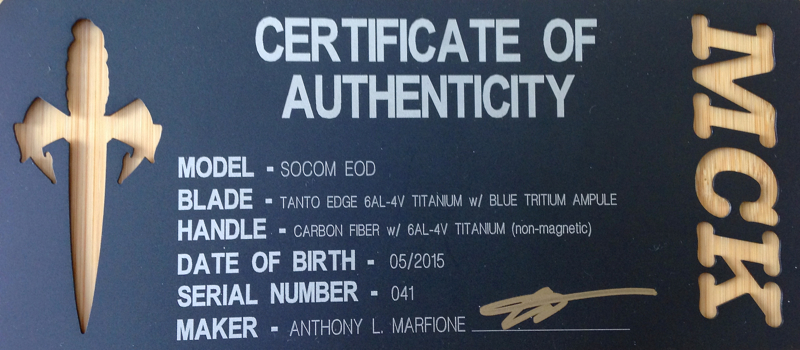 CERTIFICATE OF
AUTHENTICITY
MODEL - SOCOM EOD
BLADE - TANTO EDGE 6AL-4V TITANIUM w/ BLUE TRITIUM AMPULE
HANDLE - CARBON FIBER w/ 6AL-4V TITANIUM (non-magnetic)
DATE OF BIRTH - 05/2015
SERIAL NUMBER - 041
MAKER - ANTHONY L. MARFIONE
MCK